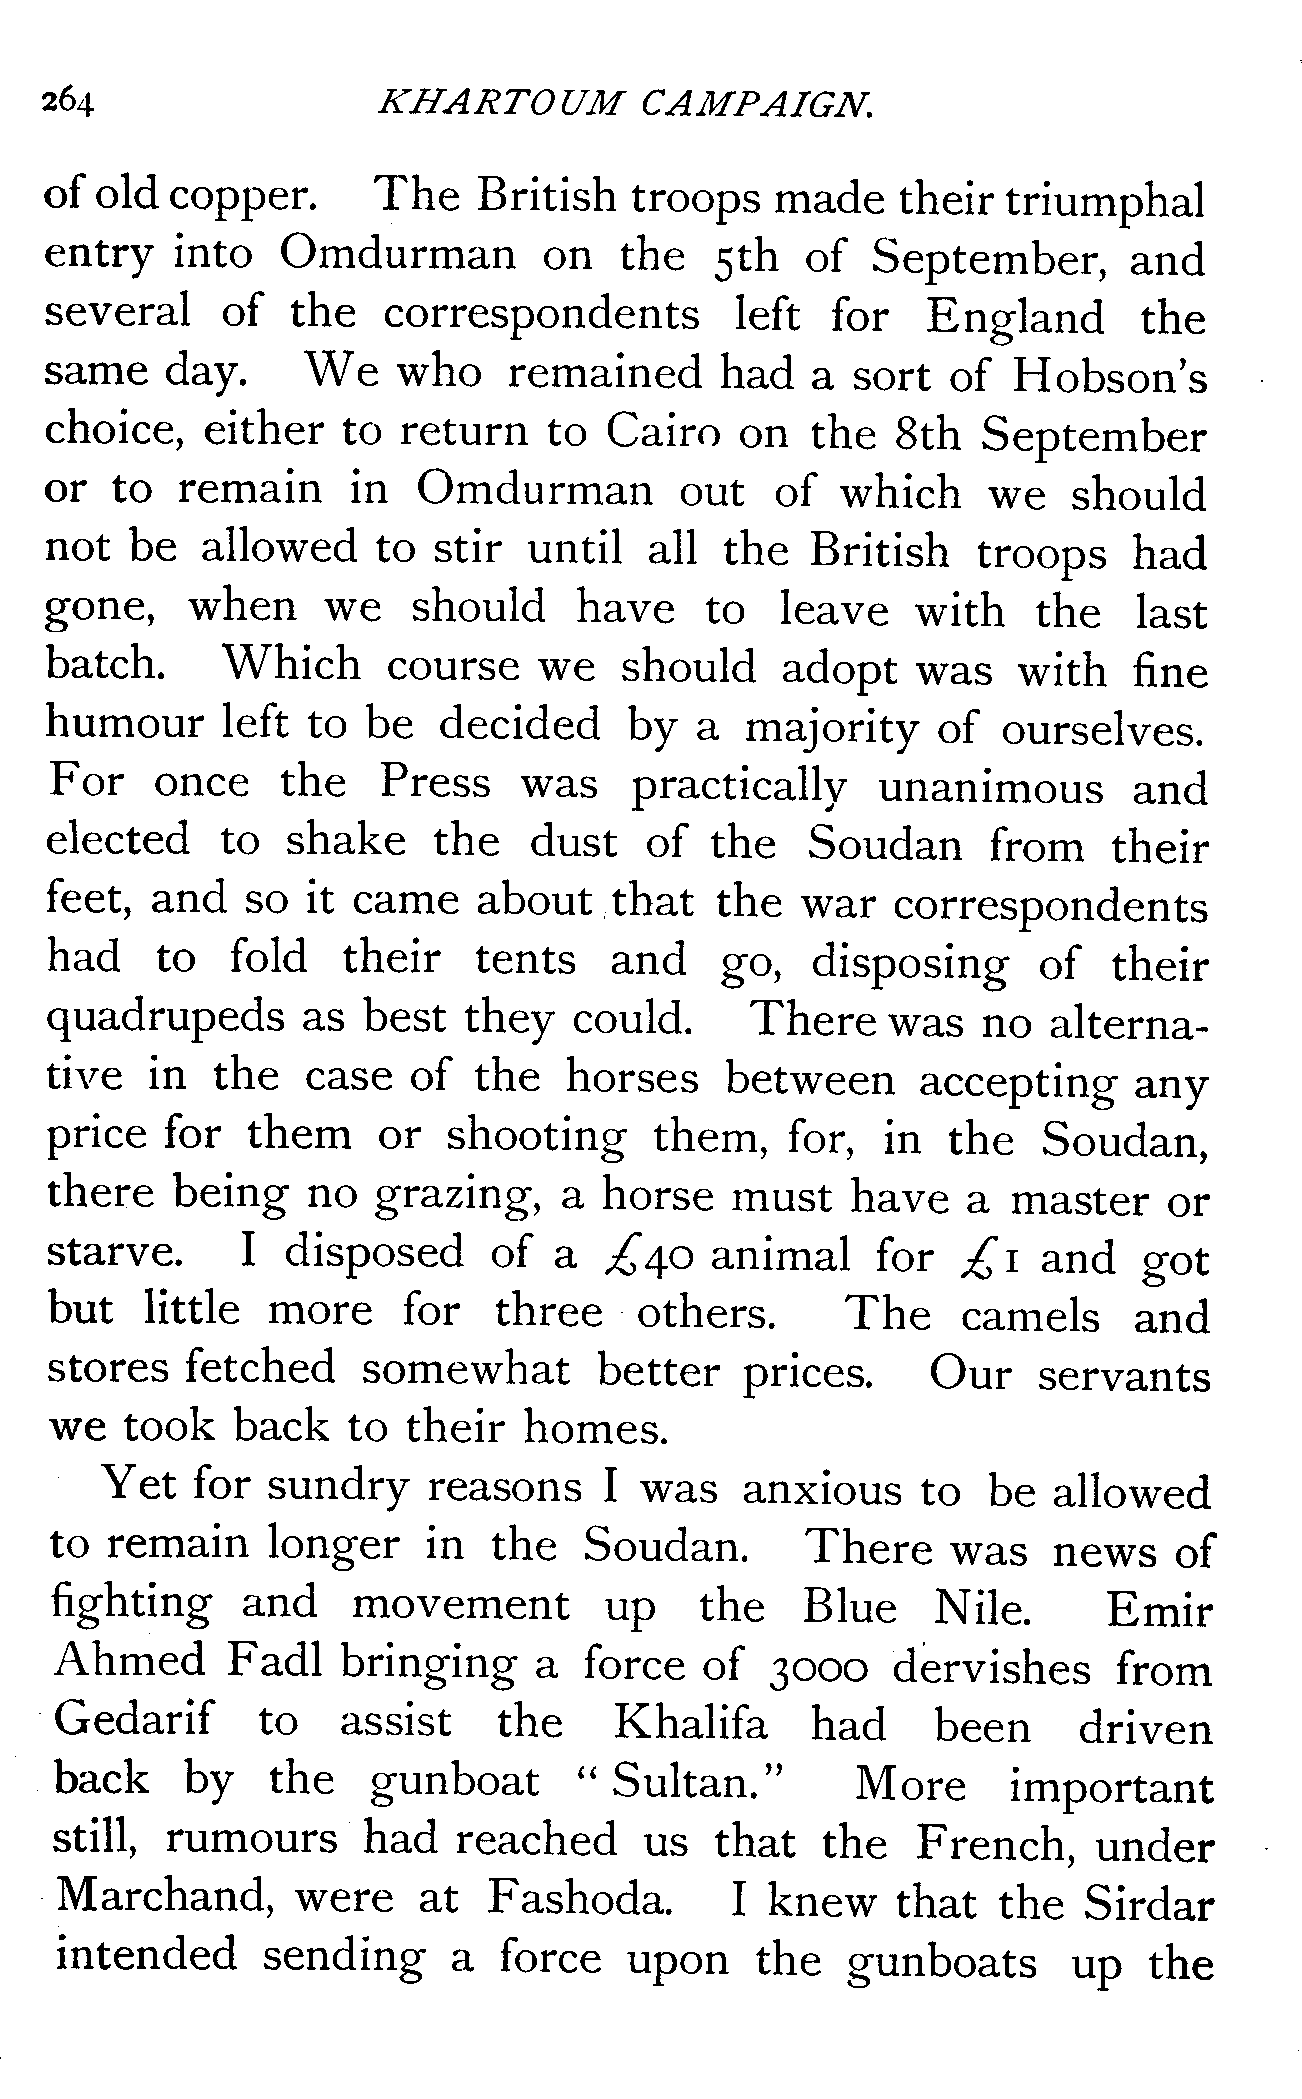 264 KHARTOUM CAMPAIGN.
of old copper. The British troops made their triumphal
entry into Omdurman on the 5th of September, and
several of the correspondents left for England the
same day. We who remained had a sort of Hobson's
choice, either to return to Cairo on the 8th September
or to remain in Omdurman out of which we should
not be allowed to stir until all the British troops had
gone, when we should have to leave with the last
batch. Which course we should adopt was with fine
humour left to be decided by a majority of ourselves.
For once the Press was practically unanimous and
elected to shake the dust of the Soudan from their
feet, and so it came about that the war correspondents
had to fold their tents and go, disposing of their
quadrupeds as best they could. There was no alterna-
tive in the case of the horses between accepting any
price for them or shooting them, for, in the Soudan,
there being no grazing, a horse must have a master or
starve. I disposed of a £40 animal for £1 and got
but little more for three others. The camels and
stores fetched somewhat better prices. Our servants
we took back to their homes.
Yet for sundry reasons I was anxious to be allowed
to remain longer in the Soudan. There was news of
fighting and movement up the Blue Nile. Emir
Ahmed Fadl bringing a force of 3000 dervishes from
Gedarif to assist the Khalifa had been driven
back by the gunboat "Sultan." More important
still, rumours had reached us that the French, under
Marchand, were at Fashoda. I knew that the Sirdar
intended sending a force upon the gunboats up the